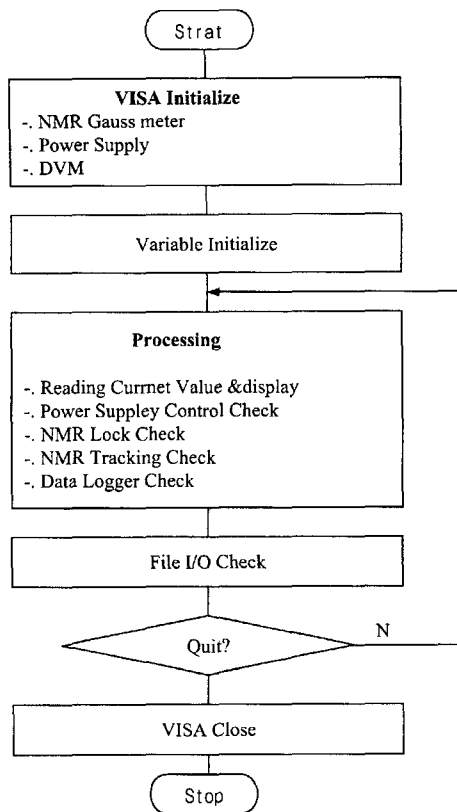 Strat
VISA Initialize
-. NMR Gauss meter
-. Power Supply
-. DVM
Variable Initialize
Processing
-. Reading Currnet Value &display
-. Power Suppley Control Check
-. NMR Lock Check
-. NMR Tracking Check
-. Data Logger Check
File I/O Check
Quit?
N
VISA Close
Stop